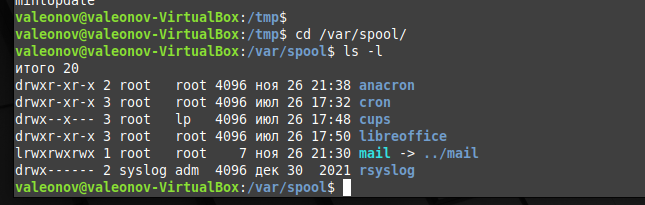 mintupdate
valeonov@valeonov-VirtualBox:/tmp$
valeonov@valeonov-VirtualBox:/tmp$ cd /var/spool/
valeonov@valeonov-VirtualBox:/var/spool$ ls -l
итого 20
drwxr-xr-x 2 root   root 4096 ноя 26 21:38 anacron
drwxr-xr-x 3 root   root 4096 июл 26 17:32 cron
drwx--x--- 3 root   lp   4096 июл 26 17:48 cups
drwxr-xr-x 3 root   root 4096 июл 26 17:50 libreoffice
lrwxrwxrwx 1 root   root    7 ноя 26 21:30 mail -> ../mail
drwx------ 2 syslog adm  4096 дек 30  2021 rsyslog
valeonov@valeonov-VirtualBox:/var/spool$